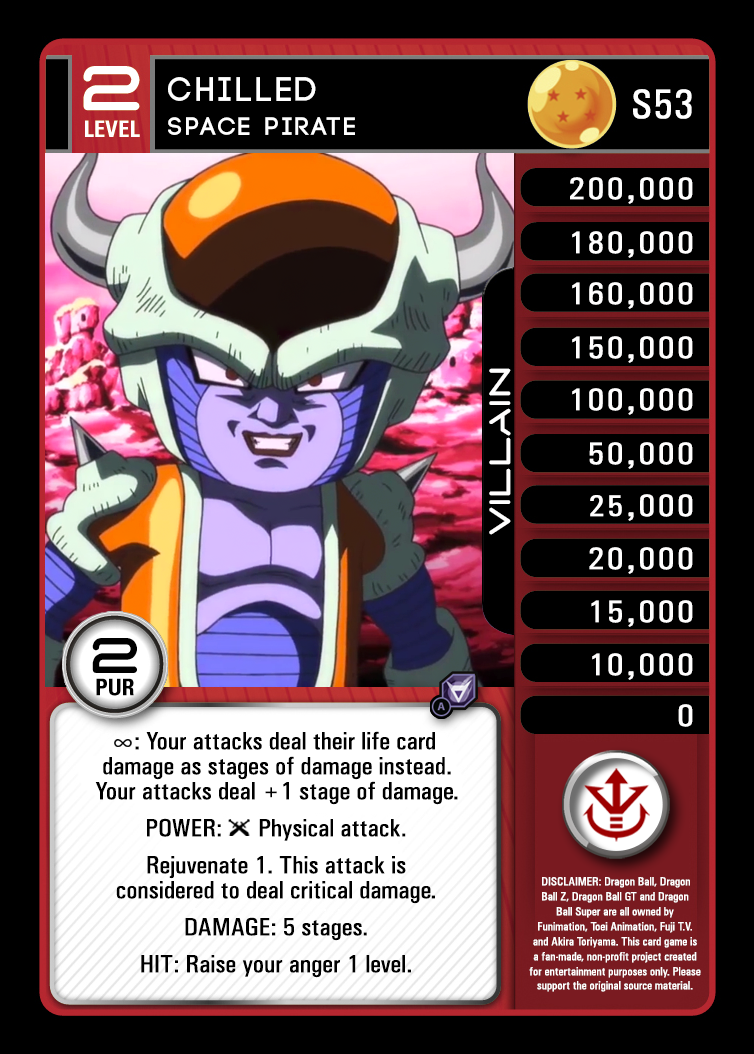 2
LEVEL
CHILLED
SPACE PIRATE
S53
200,000
180,000
160,000
150,000
100,000
50,000
25,000
20,000
15,000
10,000
0
VILLAIN
2
PUR
A
∞: Your attacks deal their life card
damage as stages of damage instead.
Your attacks deal +1 stage of damage.
POWER: Physical attack.
Rejuvenate 1. This attack is
considered to deal critical damage.
DAMAGE: 5 stages.
HIT: Raise your anger 1 level.
DISCLAIMER: Dragon Ball, Dragon
Ball Z, Dragon Ball GT and Dragon
Ball Super are all owned by
Funimation, Toei Animation, Fuji T.V.
and Akira Toriyama. This card game is
a fan-made, non-profit project created
for entertainment purposes only. Please
support the original source material.